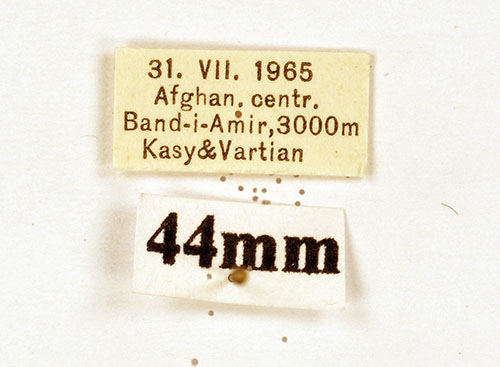 31. VII. 1965
Afghan. centr.
Band-i-Amir,3000m
Kasy&Vartian
44mm